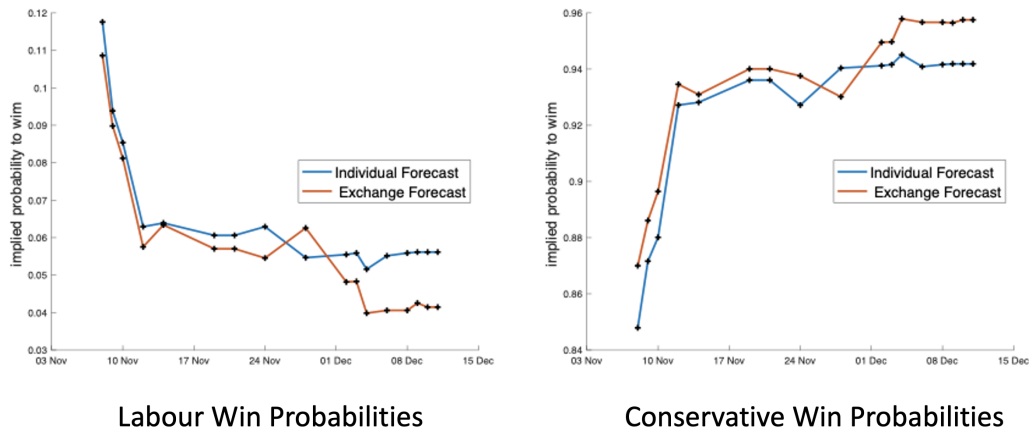 0.12
0.11
0.1
0.09
0.08
0.07
0.06
0.05
0.04
0.03
implied probability to wim
Individual Forecast
Exchange Forecast
03 Nov 10 Nov 17 Nov 24 Nov 01 Dec 08 Dec 15 Dec
Labour Win Probabilities
0.96
0.94
0.92
0.9
0.88
0.86
0.84
implied probability to wim
Individual Forecast
Exchange Forecast
03 Nov 10 Nov 17 Nov 24 Nov 01 Dec 08 Dec 15 Dec
Conservative Win Probabilities